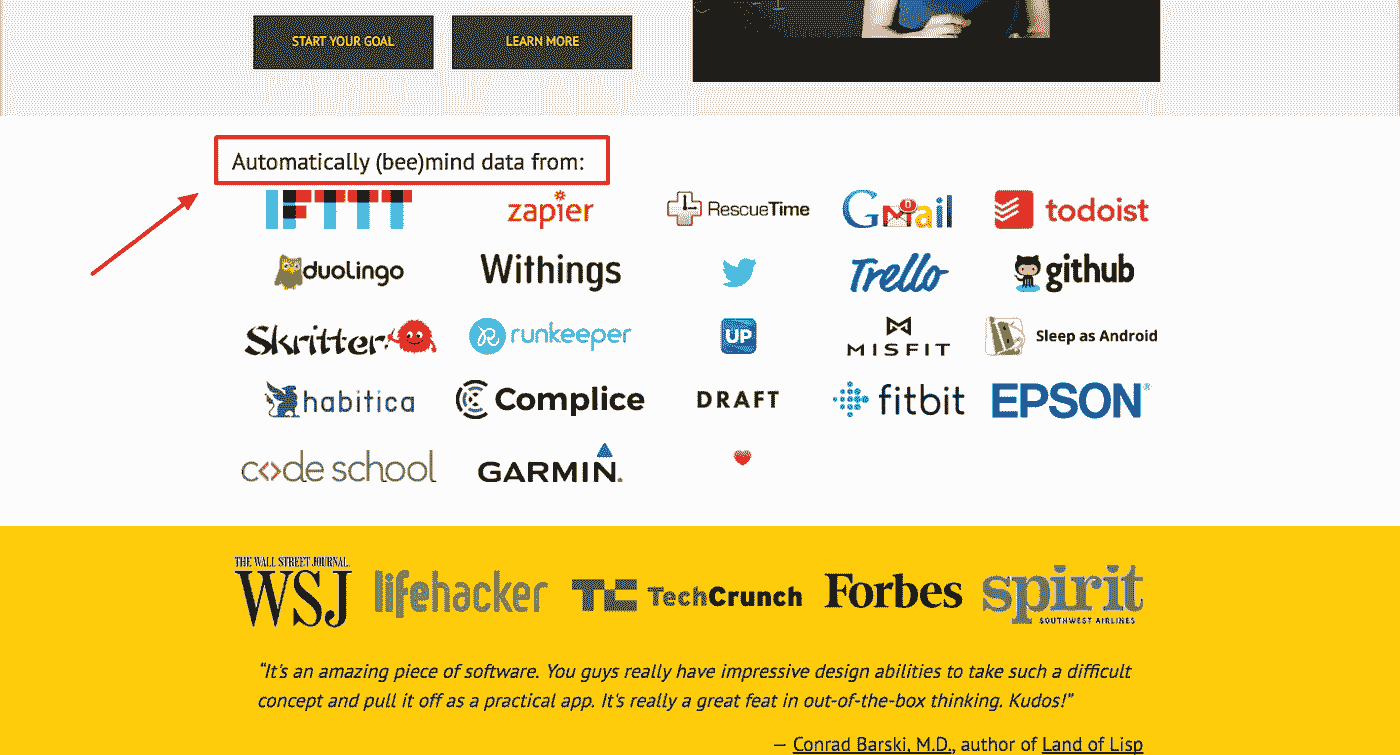 START YOUR GOAL LEARN MORE
Automatically (bee)mind data from:
IFTTT zapier RescueTime Gmail todoist
duolingo Withings Trello github
Skritter runkeeper UP MISFIT Sleep as Android
habitica Complice DRAFT fitbit EPSON®
code school GARMIN.
THE WALL STREET JOURNAL.
WSJ lifehacker TC TechCrunch Forbes spirit
SOUTHWEST AIRLINES
“It's an amazing piece of software. You guys really have impressive design abilities to take such a difficult
concept and pull it off as a practical app. It's really a great feat in out-of-the-box thinking. Kudos!”
— Conrad Barski, M.D., author of Land of Lisp